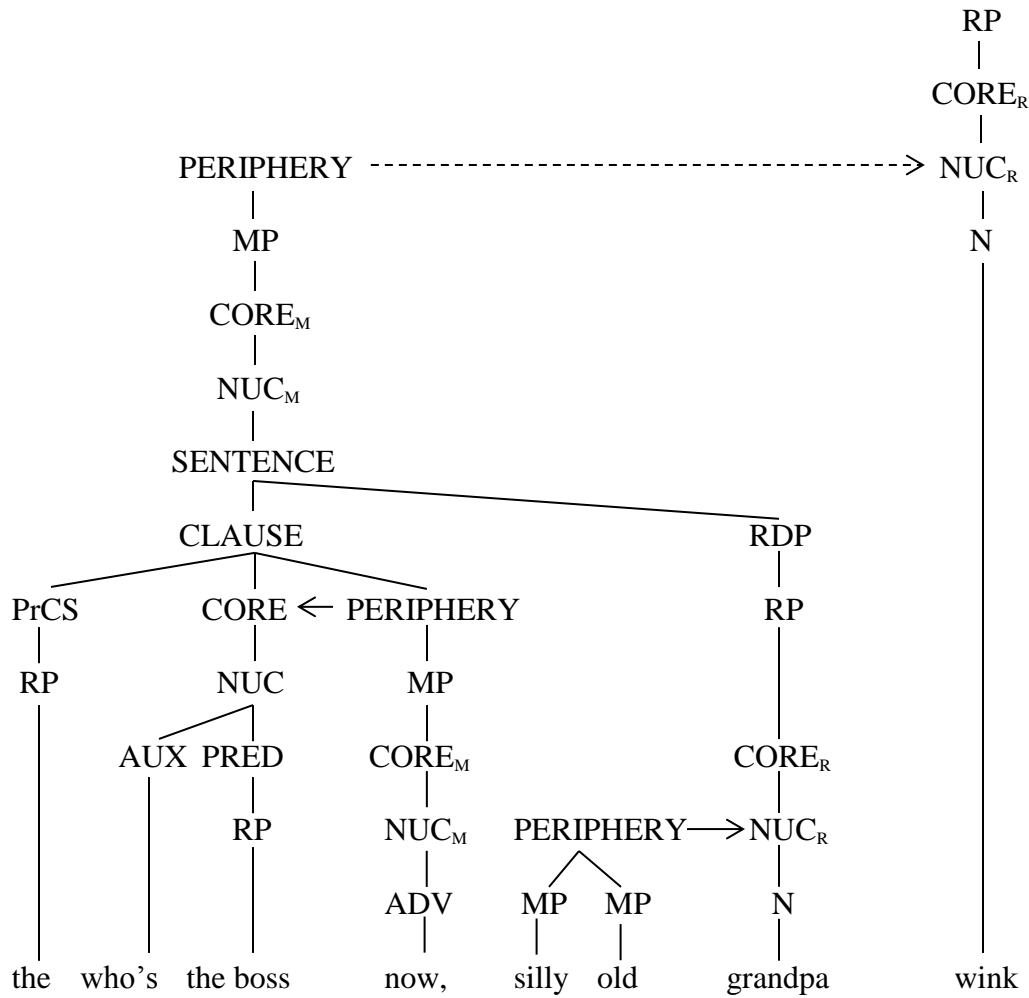 RP
CORE_R
PERIPHERY NUC_R
MP N
CORE_M
NUC_M
SENTENCE
CLAUSE RDP
PrCS CORE PERIPHERY RP
RP NUC MP
AUX PRED CORE_M CORE_R
RP NUC_M PERIPHERY NUC_R
ADV MP MP N
the who's the boss now, silly old grandpa wink